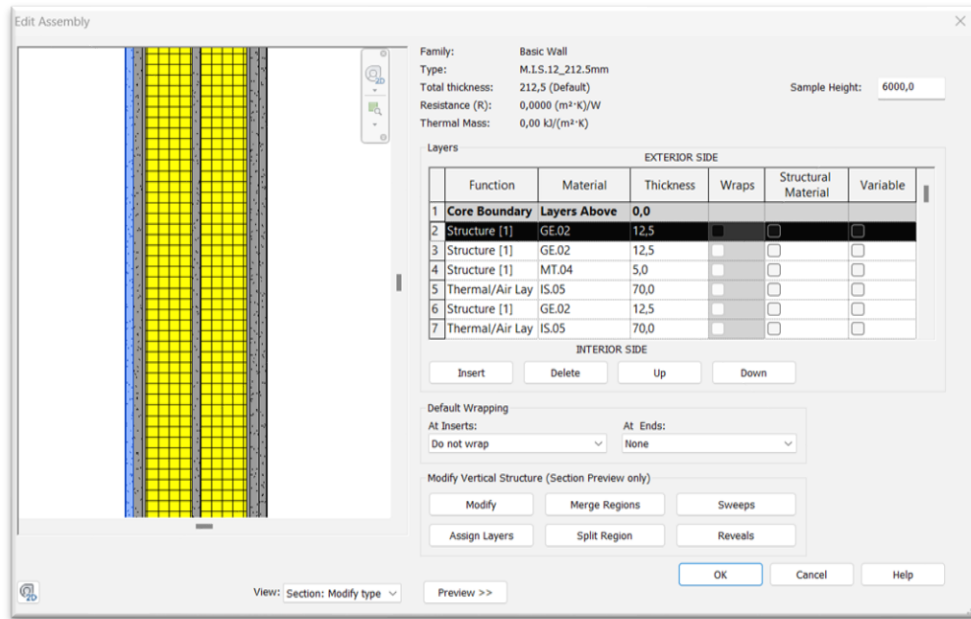 Edit Assembly
Family: Basic Wall
Type: M.I.S.12_212.5mm
Total thickness: 212,5 (Default) Sample Height: 6000,0
Resistance (R): 0,0000 (m²·K)/W
Thermal Mass: 0,00 kJ/(m²·K)
Layers
EXTERIOR SIDE
Function Material Thickness Wraps Structural Material Variable
1 Core Boundary Layers Above 0,0
2 Structure [1] GE.02 12,5
3 Structure [1] GE.02 12,5
4 Structure [1] MT.04 5,0
5 Thermal/Air Lay IS.05 70,0
6 Structure [1] GE.02 12,5
7 Thermal/Air Lay IS.05 70,0
INTERIOR SIDE
Insert Delete Up Down
Default Wrapping
At Inserts: At Ends:
Do not wrap None
Modify Vertical Structure (Section Preview only)
Modify Merge Regions Sweeps
Assign Layers Split Region Reveals
OK Cancel Help
View: Section: Modify type Preview >>